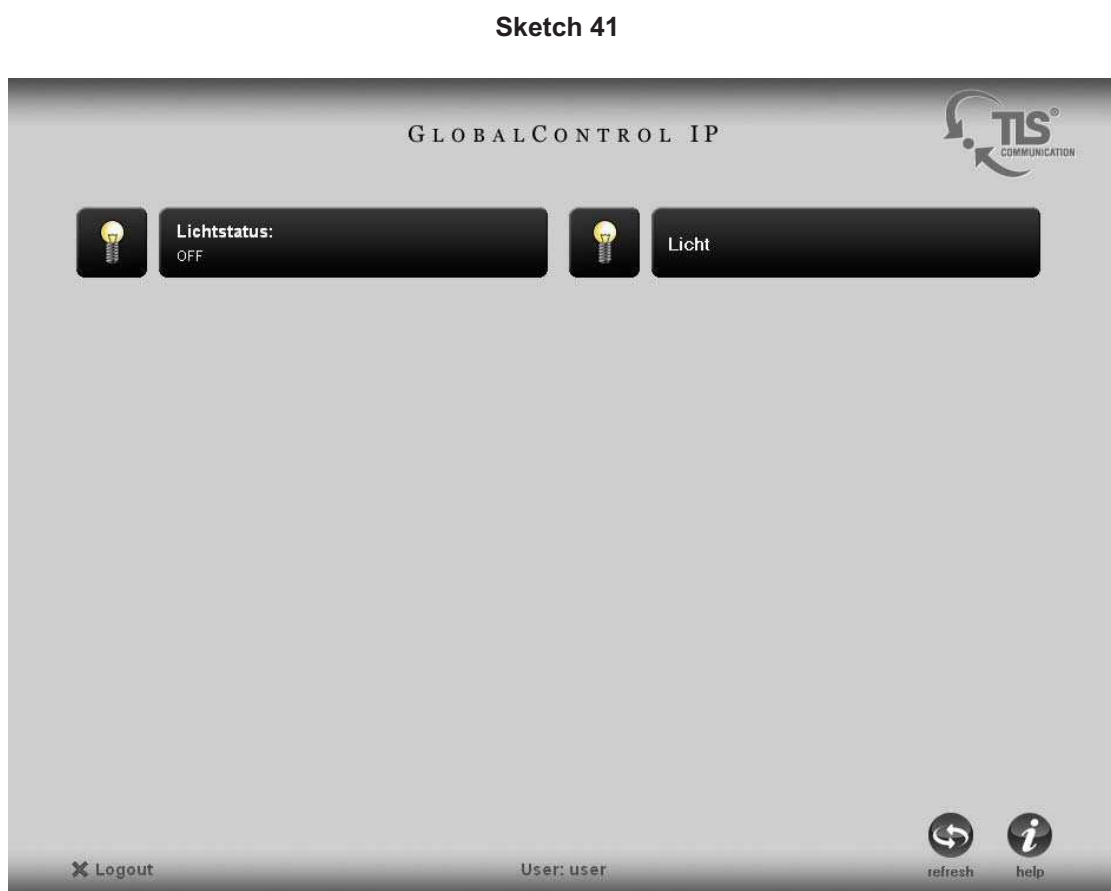 Sketch 41
GLOBALCONTROL IP
TLS®
COMMUNICATION
Lichtstatus:
OFF
Licht
Logout
User: user
refresh
help